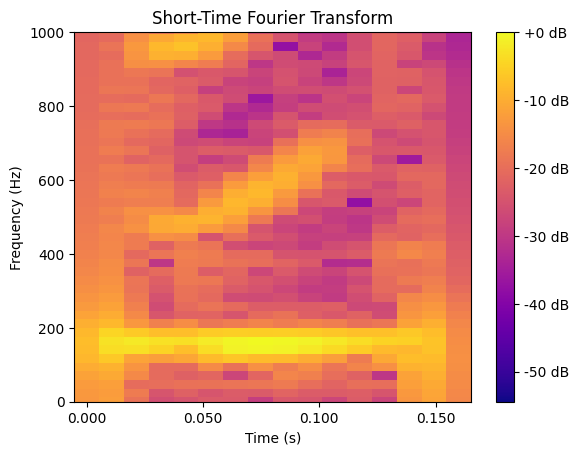 Short-Time Fourier Transform
1000
800
600
400
200
0
Frequency (Hz)
0.000
0.050
0.100
0.150
Time (s)
+0 dB
-10 dB
-20 dB
-30 dB
-40 dB
-50 dB